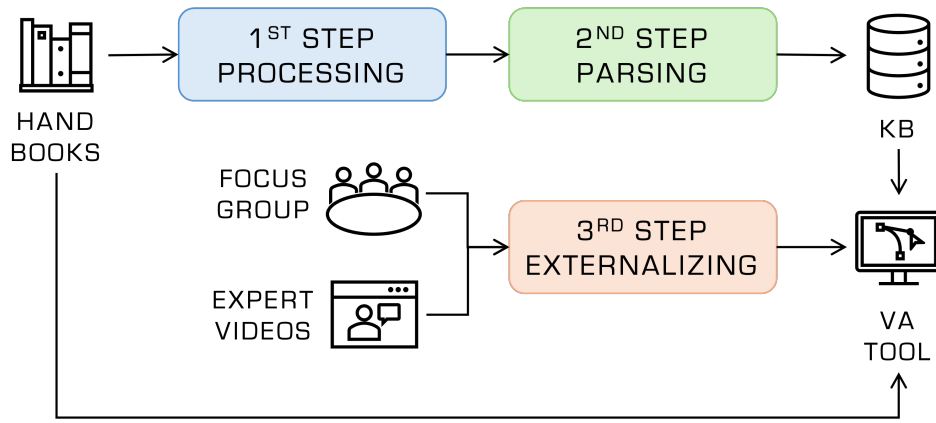 1ST STEP
PROCESSING
2ND STEP
PARSING
HAND
BOOKS
KB
FOCUS
GROUP
3RD STEP
EXTERNALIZING
EXPERT
VIDEOS
VA
TOOL